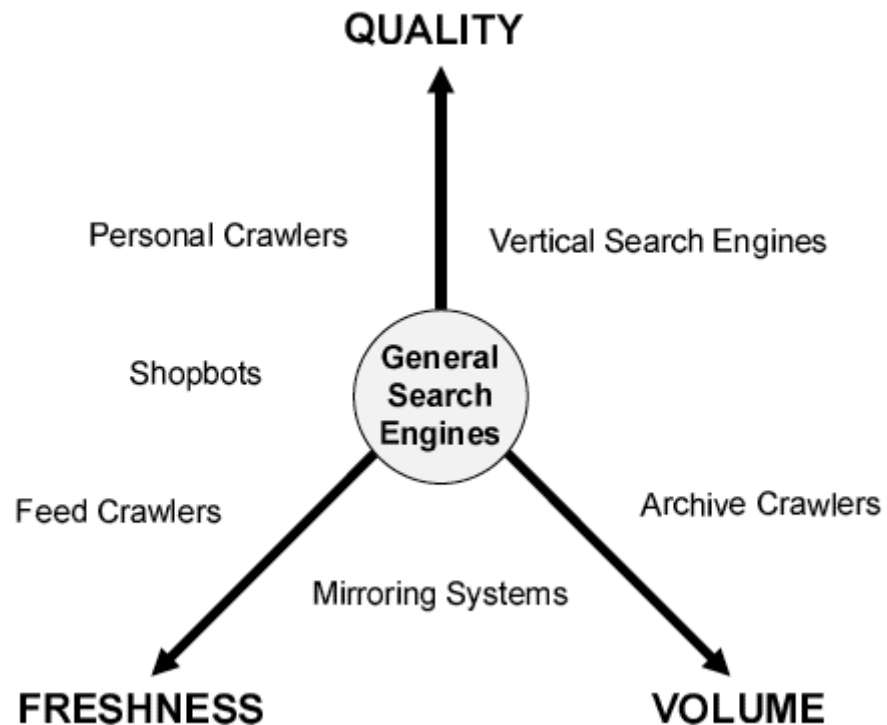 QUALITY
Personal Crawlers
Vertical Search Engines
General
Search
Engines
Shopbots
Feed Crawlers
Archive Crawlers
Mirroring Systems
FRESHNESS
VOLUME